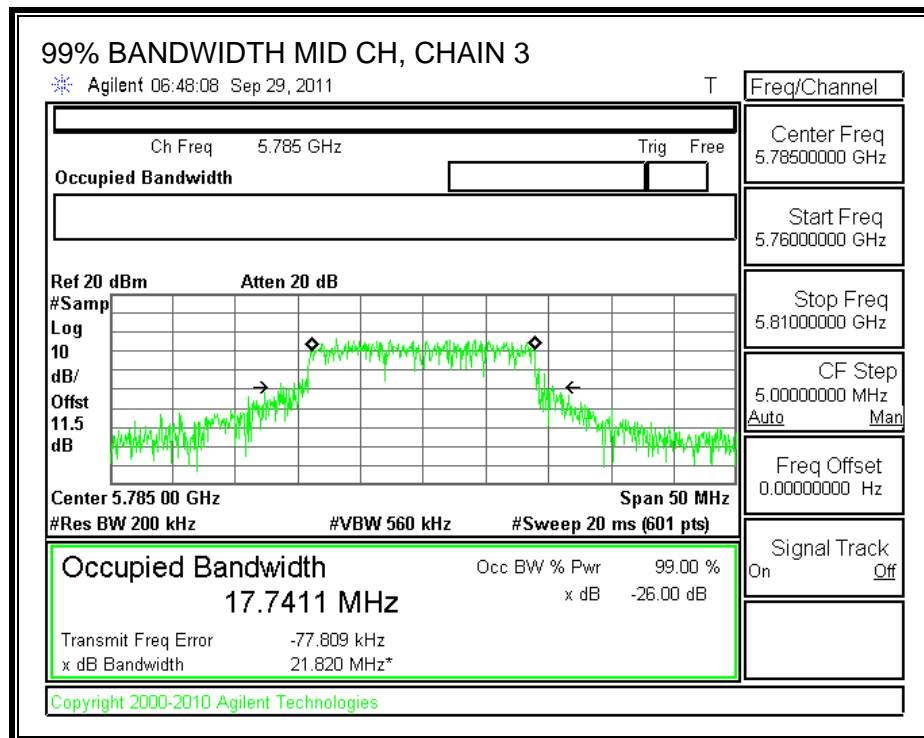 99% BANDWIDTH MID CH, CHAIN 3
Agilent 06:48:08 Sep 29, 2011 T
Ch Freq 5.785 GHz Trig Free
Occupied Bandwidth
Ref 20 dBm Atten 20 dB
#Samp
Log
10
dB/
Offst
11.5
dB
Center 5.785 00 GHz Span 50 MHz
#Res BW 200 kHz #VBW 560 kHz #Sweep 20 ms (601 pts)
Occupied Bandwidth Occ BW % Pwr 99.00 %
17.7411 MHz x dB -26.00 dB
Transmit Freq Error -77.809 kHz
x dB Bandwidth 21.820 MHz*
Copyright 2000-2010 Agilent Technologies
Freq/Channel
Center Freq
5.78500000 GHz
Start Freq
5.76000000 GHz
Stop Freq
5.81000000 GHz
CF Step
5.00000000 MHz
Auto Man
Freq Offset
0.00000000 Hz
Signal Track
On Off